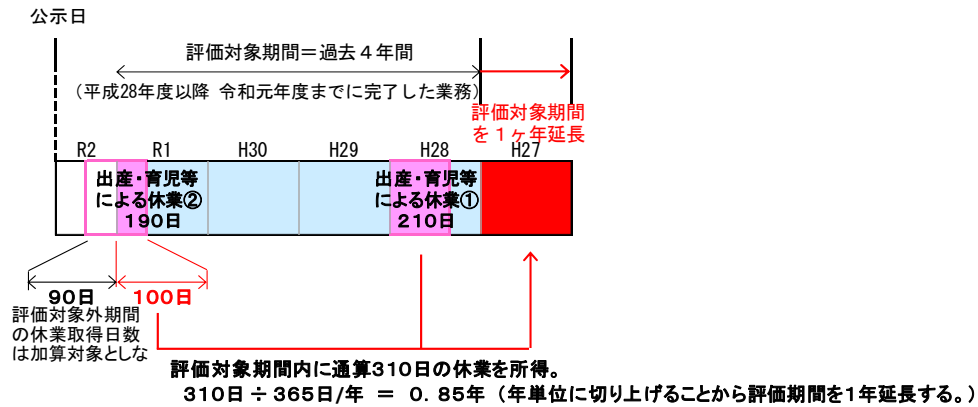 公示日
評価対象期間＝過去４年間
（平成28年度以降 令和元年度までに完了した業務）
評価対象期間
を１ヶ年延長
R2 R1 H30 H29 H28 H27
出産・育児等
による休業②
190日
出産・育児等
による休業①
210日
90日
100日
評価対象外期間
の休業取得日数
は加算対象としな
評価対象期間内に通算310日の休業を所得。
310日÷365日/年 ＝ 0．85年（年単位に切り上げることから評価期間を1年延長する。）